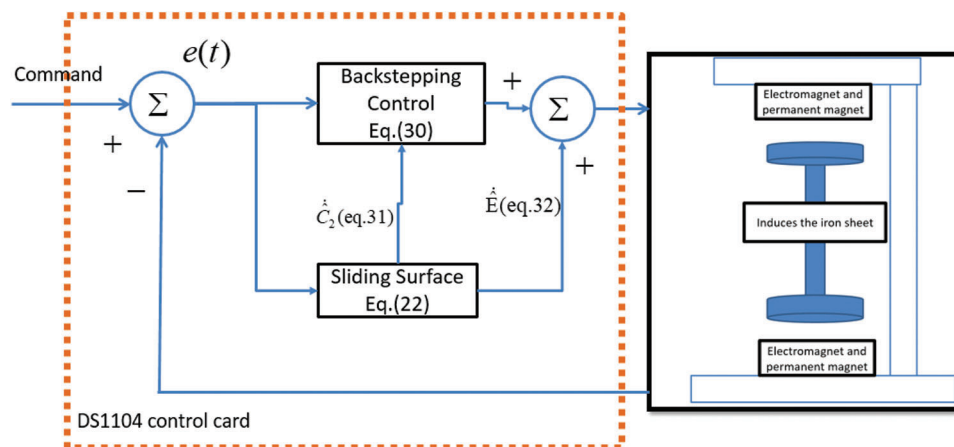 Command
e(t)
Σ
+
−
Backstepping
Control
Eq.(30)
+
Σ
+
Ċ̂₂(eq.31)
Ė̂(eq.32)
Sliding Surface
Eq.(22)
DS1104 control card
Electromagnet and
permanent magnet
Induces the iron sheet
Electromagnet and
permanent magnet